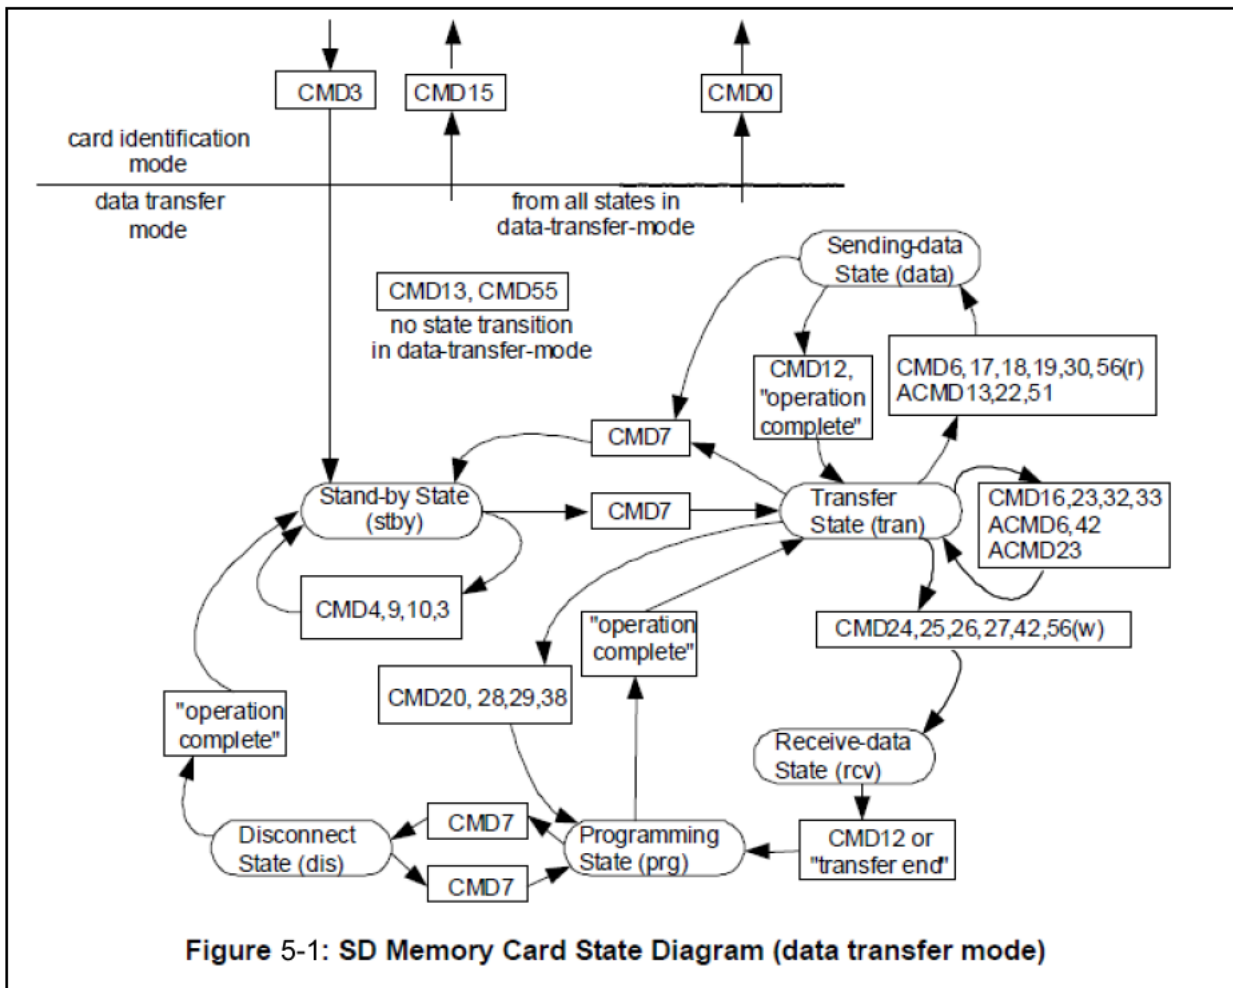 CMD3
CMD15
CMD0
card identification
mode
data transfer
mode
from all states in
data-transfer-mode
Sending-data
State (data)
CMD13, CMD55
no state transition
in data-transfer-mode
CMD12,
"operation
complete"
CMD6,17,18,19,30,56(r)
ACMD13,22,51
CMD7
Stand-by State
(stby)
CMD7
Transfer
State (tran)
CMD16,23,32,33
ACMD6,42
ACMD23
CMD4,9,10,3
"operation
complete"
CMD24,25,26,27,42,56(w)
CMD20, 28,29,38
"operation
complete"
Receive-data
State (rcv)
Disconnect
State (dis)
CMD7
CMD7
Programming
State (prg)
CMD12 or
"transfer end"
Figure 5-1: SD Memory Card State Diagram (data transfer mode)